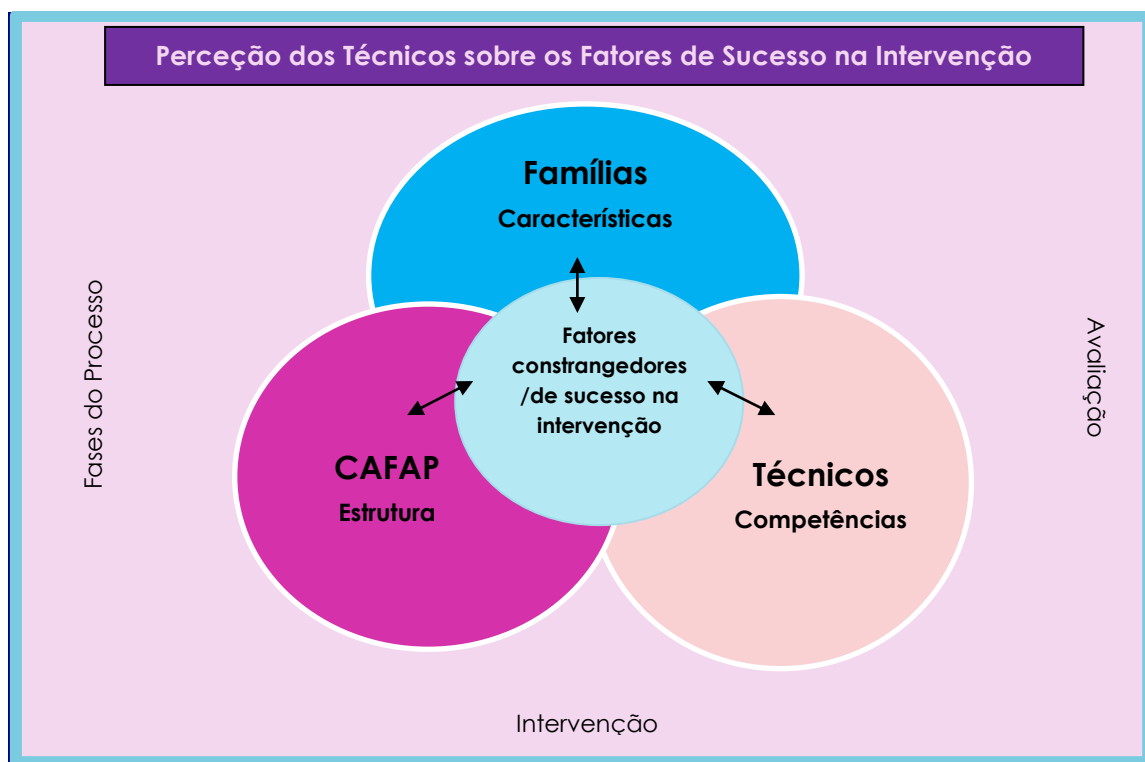 Perceção dos Técnicos sobre os Fatores de Sucesso na Intervenção
Famílias
Características
Fases do Processo
Fatores
constrangedores
/de sucesso na
intervenção
Avaliação
CAFAP
Estrutura
Técnicos
Competências
Intervenção